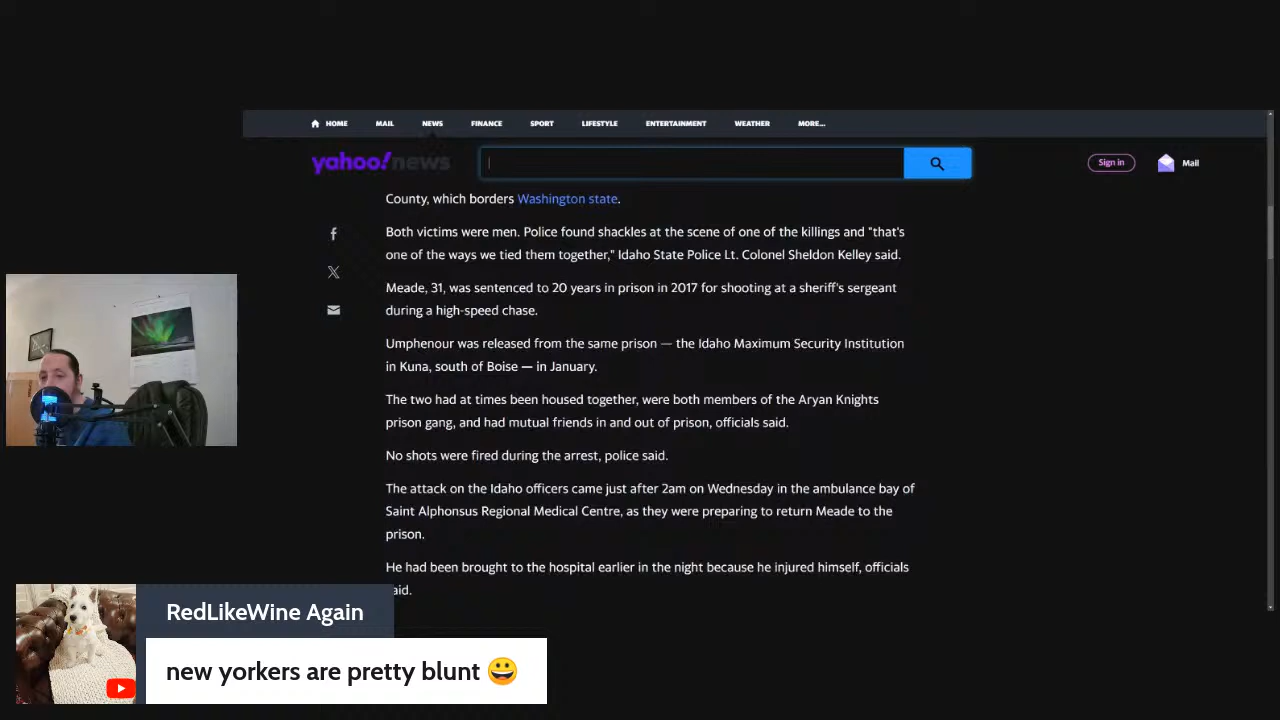 HOME MAIL NEWS FINANCE SPORT LIFESTYLE ENTERTAINMENT WEATHER MORE...
yahoo!news Sign in Mail
County, which borders Washington state.
Both victims were men. Police found shackles at the scene of one of the killings and "that's
one of the ways we tied them together," Idaho State Police Lt. Colonel Sheldon Kelley said.
Meade, 31, was sentenced to 20 years in prison in 2017 for shooting at a sheriff's sergeant
during a high-speed chase.
Umphenour was released from the same prison — the Idaho Maximum Security Institution
in Kuna, south of Boise — in January.
The two had at times been housed together, were both members of the Aryan Knights
prison gang, and had mutual friends in and out of prison, officials said.
No shots were fired during the arrest, police said.
The attack on the Idaho officers came just after 2am on Wednesday in the ambulance bay of
Saint Alphonsus Regional Medical Centre, as they were preparing to return Meade to the
prison.
He had been brought to the hospital earlier in the night because he injured himself, officials
aid.
RedLikeWine Again
new yorkers are pretty blunt 😀